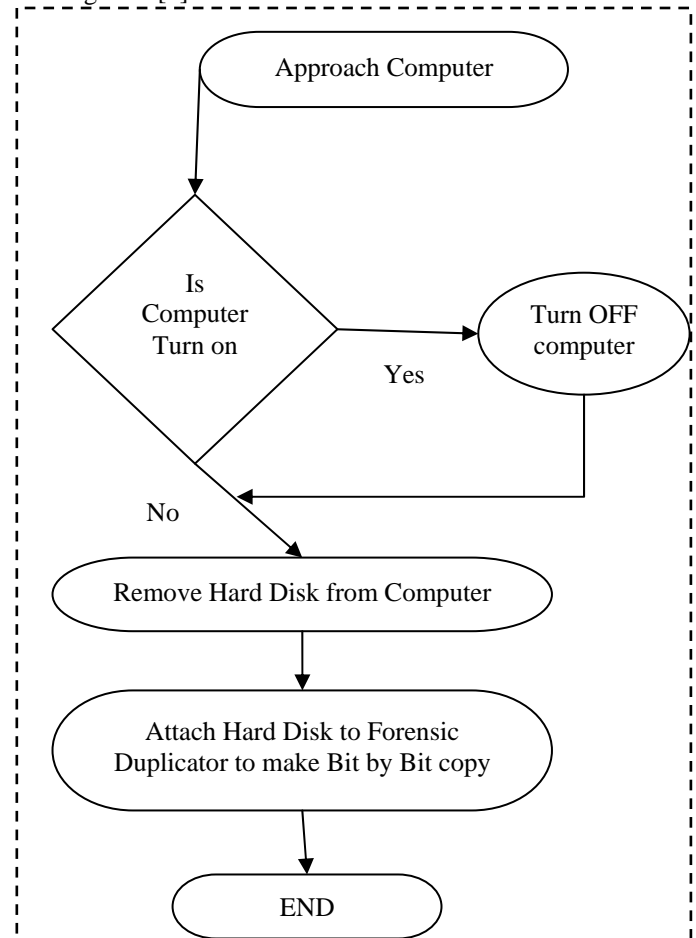 Approach Computer
Is
Computer
Turn on
Turn OFF
computer
Yes
No
Remove Hard Disk from Computer
Attach Hard Disk to Forensic
Duplicator to make Bit by Bit copy
END